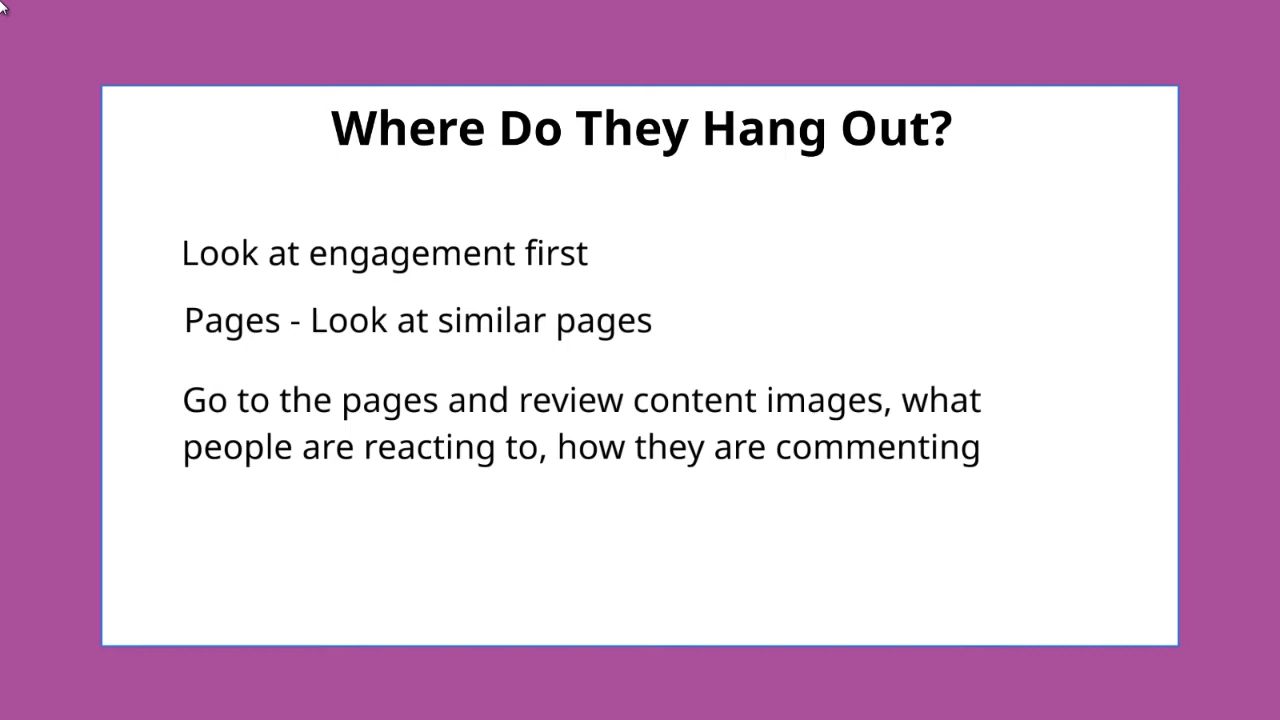 Where Do They Hang Out?
Look at engagement first
Pages - Look at similar pages
Go to the pages and review content images, what
people are reacting to, how they are commenting